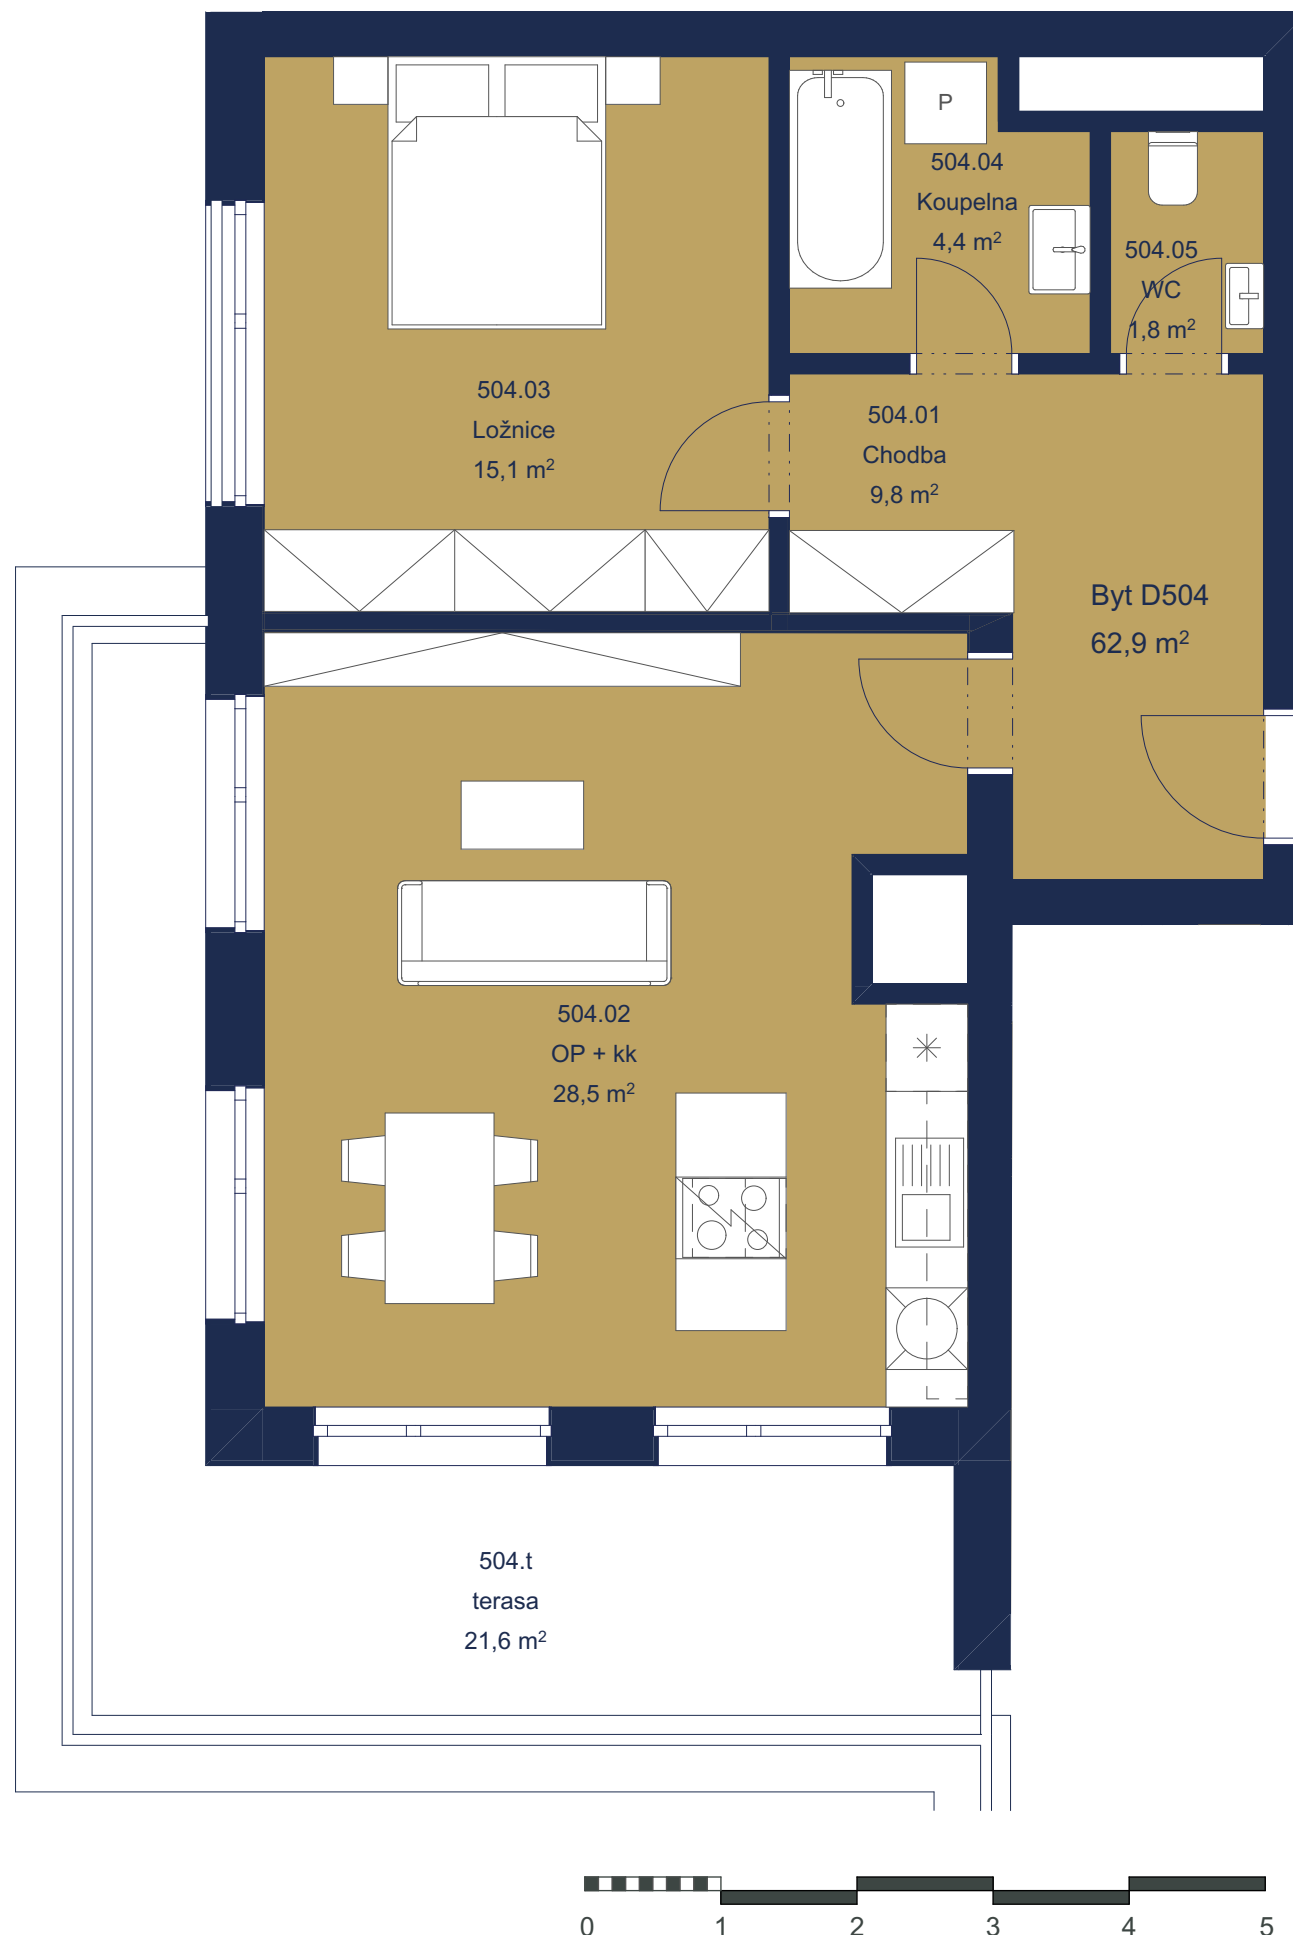 P
504.04
Koupelna
4,4 m²
504.05
WC
1,8 m²
504.03
Ložnice
15,1 m²
504.01
Chodba
9,8 m²
Byt D504
62,9 m²
504.02
OP + kk
28,5 m²
504.t
terasa
21,6 m²
0 1 2 3 4 5